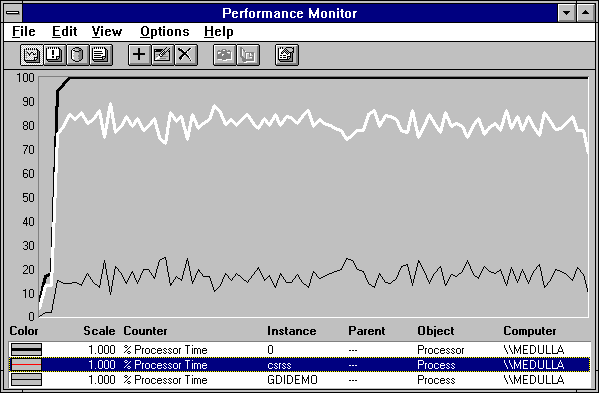 Performance Monitor
File Edit View Options Help
100
90
80
70
60
50
40
30
20
10
0
Color Scale Counter Instance Parent Object Computer
1.000 % Processor Time 0 --- Processor \\MEDULLA
1.000 % Processor Time csrss --- Process \\MEDULLA
1.000 % Processor Time GDIDEMO --- Process \\MEDULLA